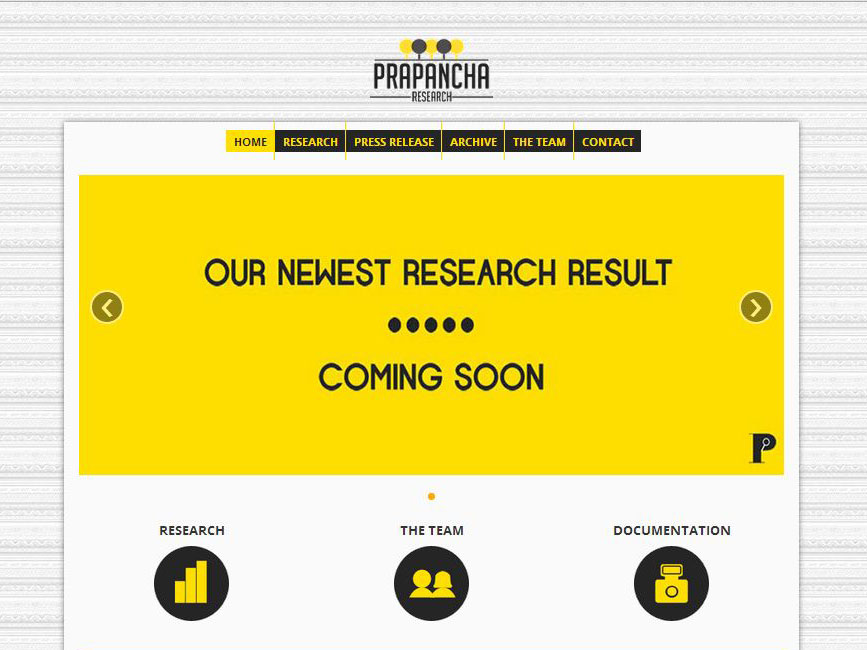 PRAPANCHA
RESEARCH
HOME RESEARCH PRESS RELEASE ARCHIVE THE TEAM CONTACT
OUR NEWEST RESEARCH RESULT
COMING SOON
P
RESEARCH THE TEAM DOCUMENTATION